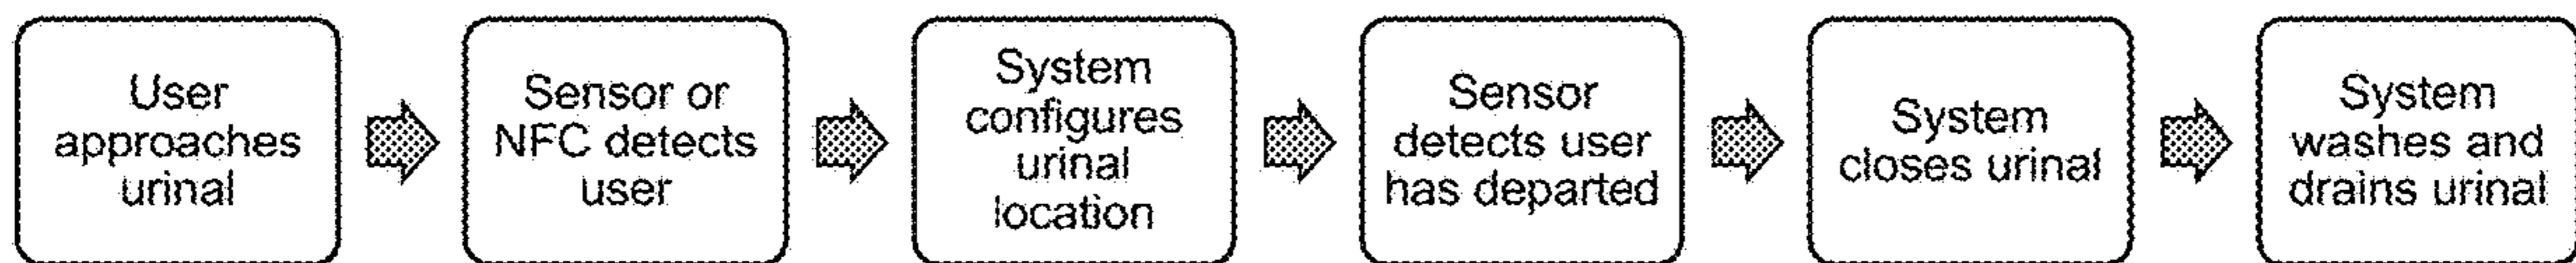 User
approaches
urinal
Sensor or
NFC detects
user
System
configures
urinal
location
Sensor
detects user
has departed
System
closes urinal
System
washes and
drains urinal